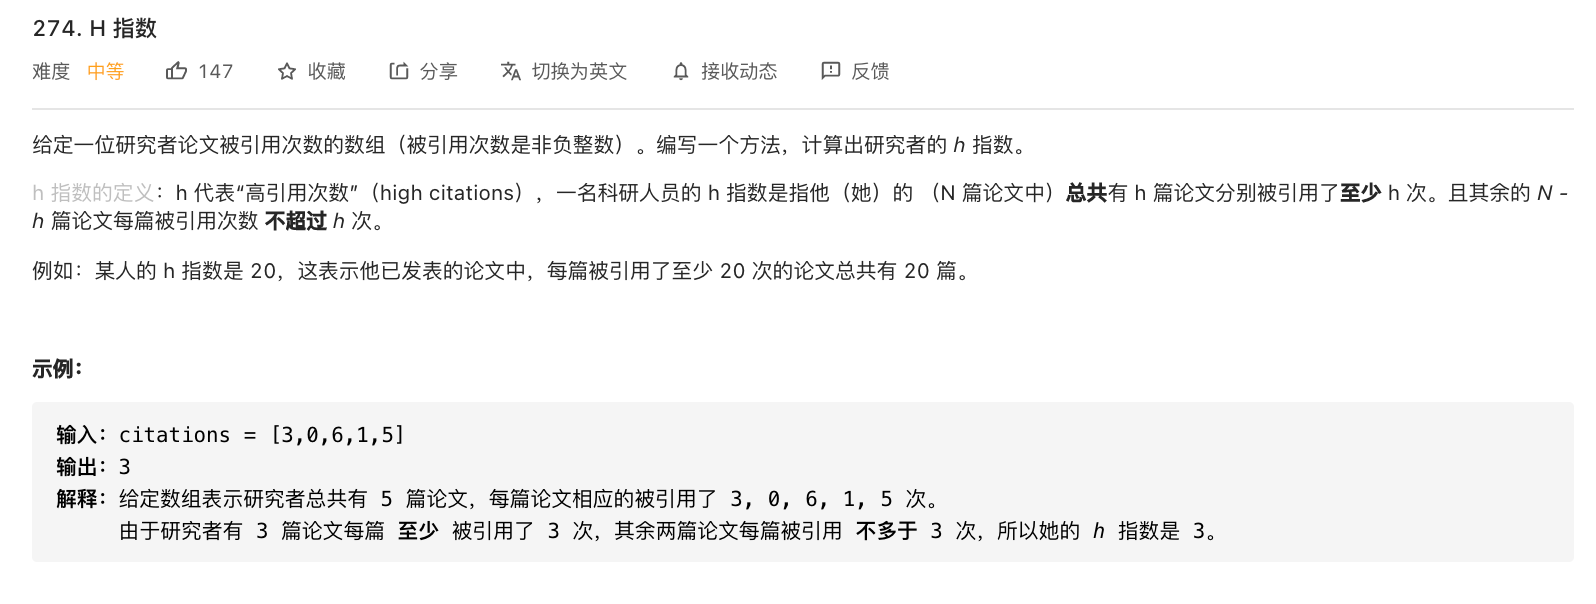 274. H 指数
难度 中等 147 收藏 分享 切换为英文 接收动态 反馈
给定一位研究者论文被引用次数的数组（被引用次数是非负整数）。编写一个方法，计算出研究者的 h 指数。
h 指数的定义：h 代表“高引用次数”（high citations），一名科研人员的 h 指数是指他（她）的 （N 篇论文中）总共有 h 篇论文分别被引用了至少 h 次。且其余的 N -
h 篇论文每篇被引用次数 不超过 h 次。
例如：某人的 h 指数是 20，这表示他已发表的论文中，每篇被引用了至少 20 次的论文总共有 20 篇。
示例：
输入：citations = [3,0,6,1,5]
输出：3
解释：给定数组表示研究者总共有 5 篇论文，每篇论文相应的被引用了 3, 0, 6, 1, 5 次。
由于研究者有 3 篇论文每篇 至少 被引用了 3 次，其余两篇论文每篇被引用 不多于 3 次，所以她的 h 指数是 3。